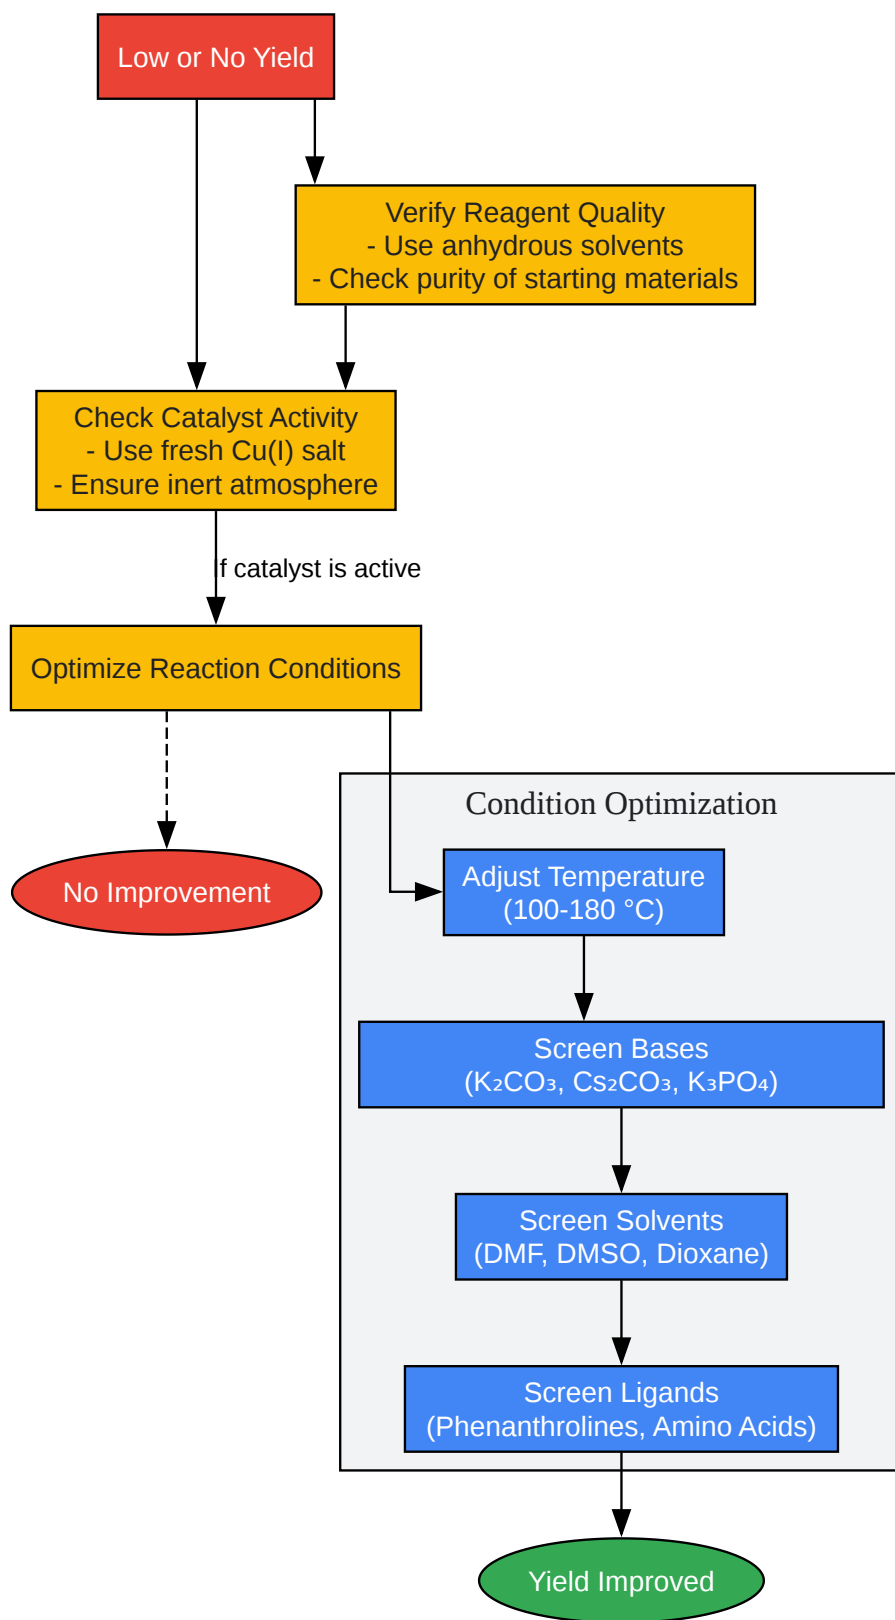 Low or No Yield
Verify Reagent Quality
- Use anhydrous solvents
- Check purity of starting materials
Check Catalyst Activity
- Use fresh Cu(I) salt
- Ensure inert atmosphere
If catalyst is active
Optimize Reaction Conditions
Condition Optimization
Adjust Temperature
(100-180 °C)
No Improvement
Screen Bases
(K₂CO₃, Cs₂CO₃, K₃PO₄)
Screen Solvents
(DMF, DMSO, Dioxane)
Screen Ligands
(Phenanthrolines, Amino Acids)
Yield Improved